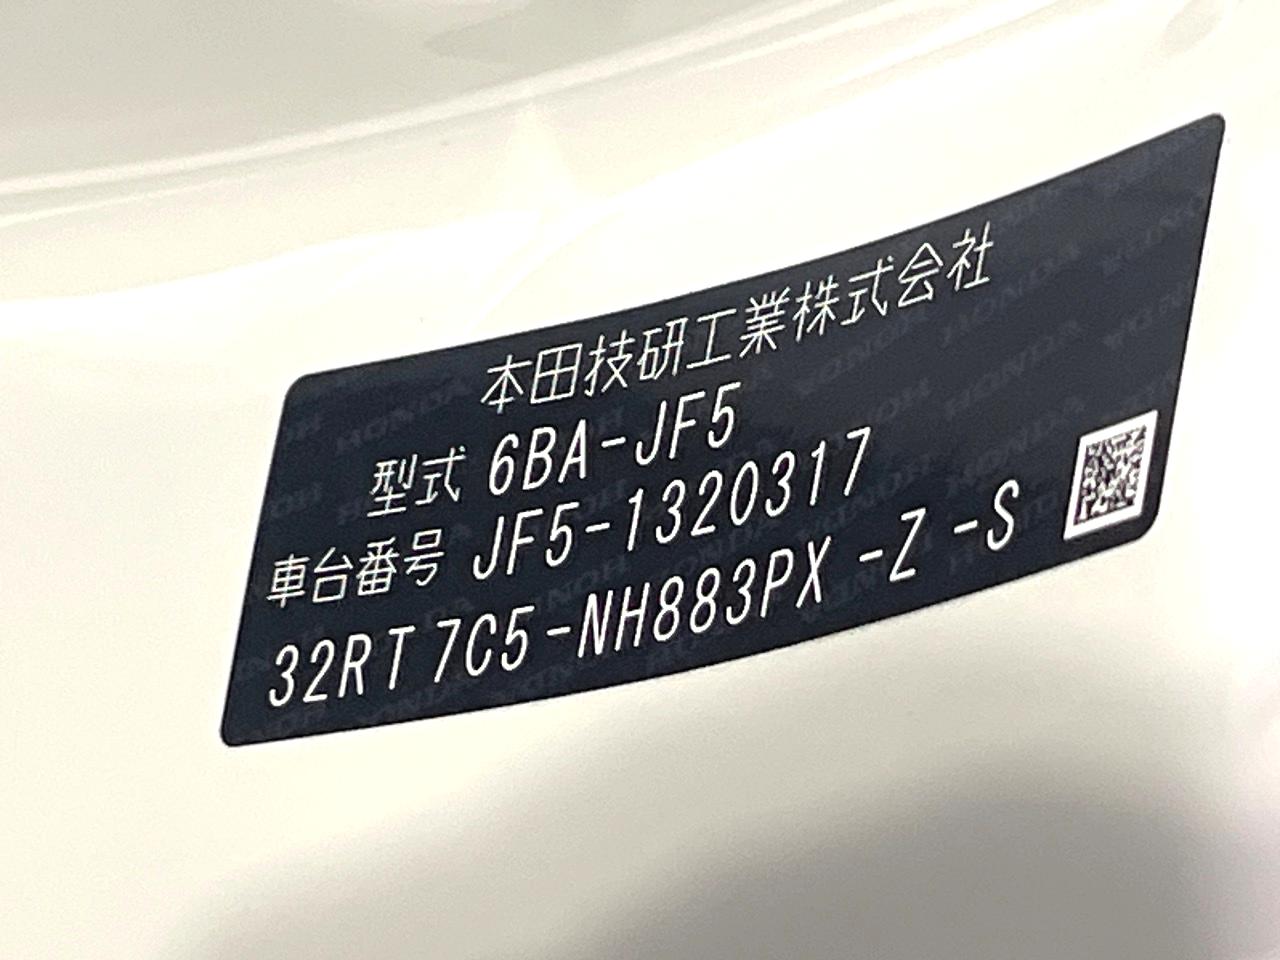 本田技研工業株式会社
型式 6BA-JF5
車台番号 JF5-1320317
32RT7C5-NH883PX-Z-S